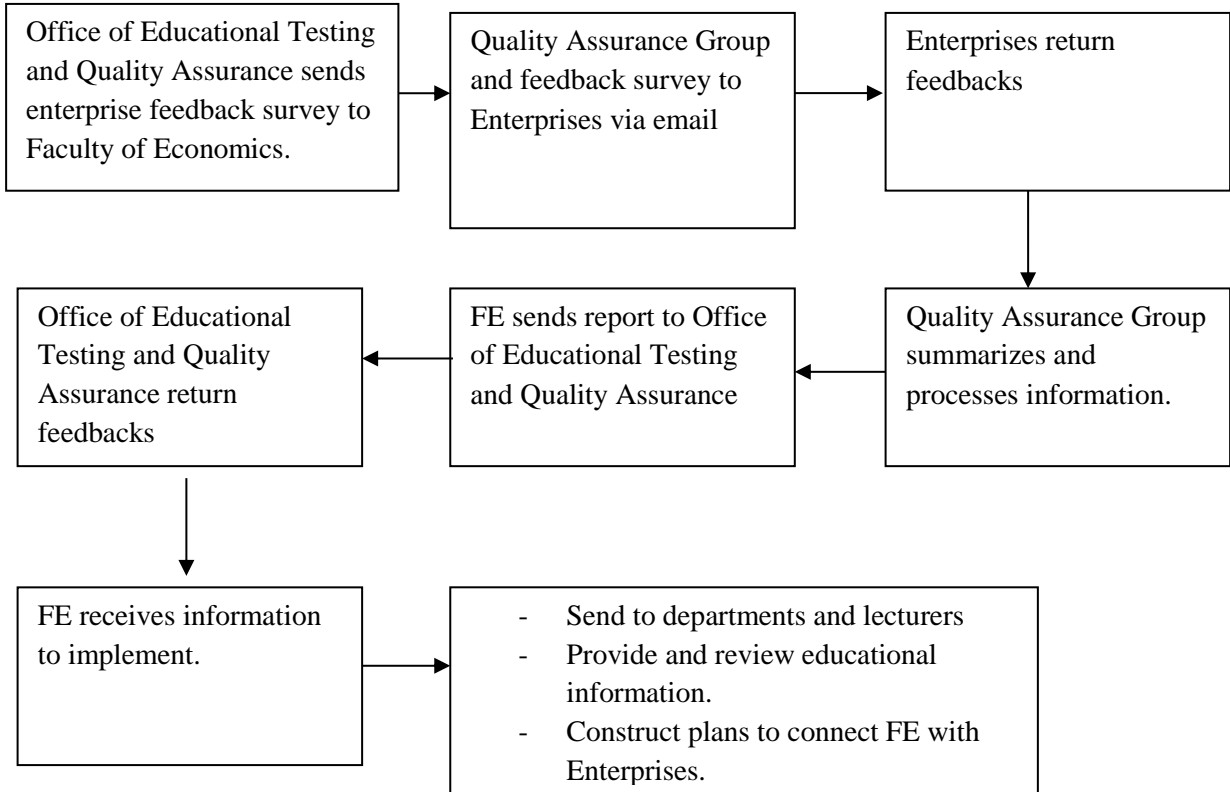 Office of Educational Testing
and Quality Assurance sends
enterprise feedback survey to
Faculty of Economics.
Quality Assurance Group
and feedback survey to
Enterprises via email
Enterprises return
feedbacks
Quality Assurance Group
summarizes and
processes information.
FE sends report to Office
of Educational Testing
and Quality Assurance
Office of Educational
Testing and Quality
Assurance return
feedbacks
FE receives information
to implement.
- Send to departments and lecturers
- Provide and review educational
information.
- Construct plans to connect FE with
Enterprises.